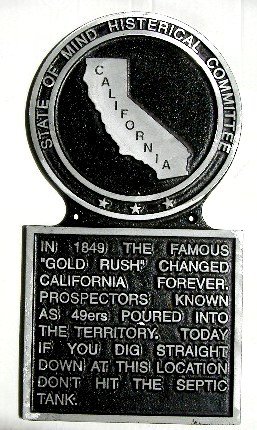 STATE OF MIND HISTERICAL COMMITTEE
CALIFORNIA
IN 1849 THE FAMOUS
"GOLD RUSH" CHANGED
CALIFORNIA FOREVER.
PROSPECTORS KNOWN
AS 49ers POURED INTO
THE TERRITORY. TODAY
IF YOU DIG STRAIGHT
DOWN AT THIS LOCATION
DON'T HIT THE SEPTIC
TANK.